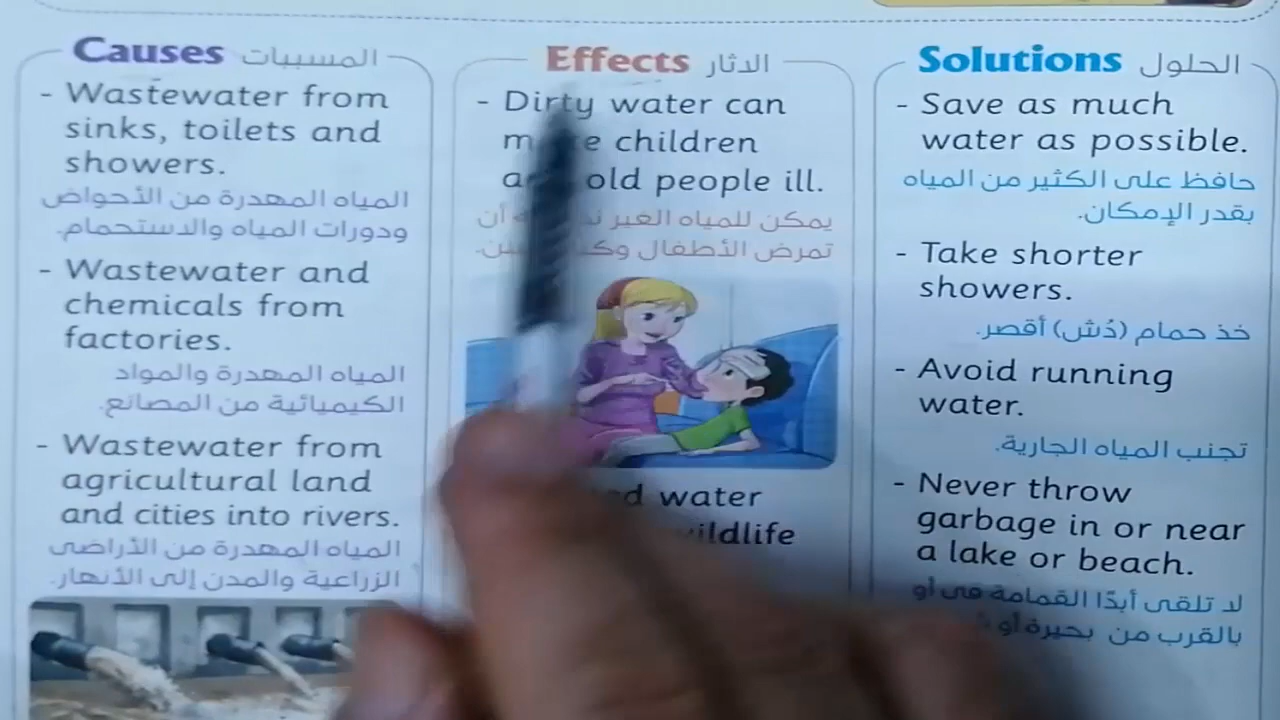 Causes المسببات
- Wastewater from
sinks, toilets and
showers.
المياه المهدرة من الأحواض
ودورات المياه والاستحمام.
- Wastewater and
chemicals from
factories.
المياه المهدرة والمواد
الكيميائية من المصانع.
- Wastewater from
agricultural land
and cities into rivers.
المياه المهدرة من الأراضى
الزراعية والمدن إلى الأنهار.
Effects الاثار
- Dirty water can
children
old people ill.
يمكن للمياه الغير أن
تمرض الأطفال
water
wildlife
Solutions الحلول
- Save as much
water as possible.
حافظ على الكثير من المياه
بقدر الإمكان.
- Take shorter
showers.
خذ حمام (دُش) أقصر.
- Avoid running
water.
تجنب المياه الجارية.
- Never throw
garbage in or near
a lake or beach.
لا تلقى أبدًا القمامة فى أو
بالقرب من بحيرة أو